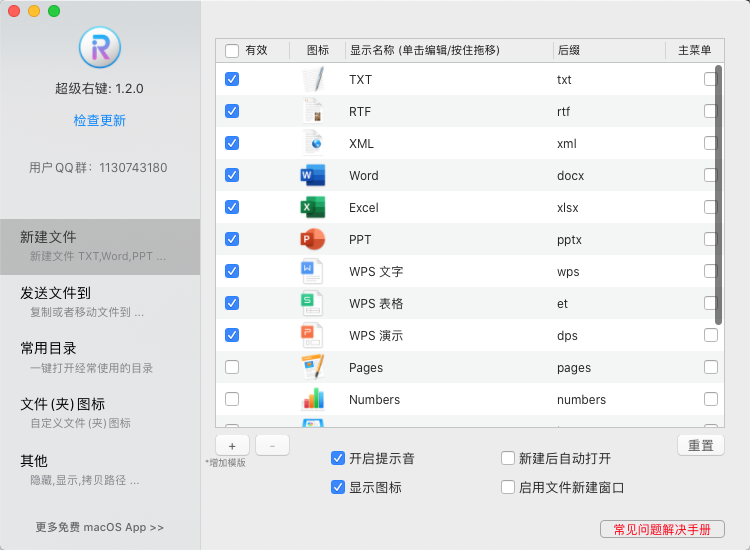 超级右键: 1.2.0
检查更新
用户QQ群: 1130743180
新建文件
新建文件 TXT,Word,PPT ...
发送文件到
复制或者移动文件到 ...
常用目录
一键打开经常使用的目录
文件(夹)图标
自定义文件(夹)图标
其他
隐藏,显示,拷贝路径 ...
更多免费 macOS App >>
有效 图标 显示名称 (单击编辑/按住拖移) 后缀 主菜单
TXT txt
RTF rtf
XML xml
Word docx
Excel xlsx
PPT pptx
WPS 文字 wps
WPS 表格 et
WPS 演示 dps
Pages pages
Numbers numbers
+ - 重置
*增加模版
开启提示音 新建后自动打开
显示图标 启用文件新建窗口
常见问题解决手册